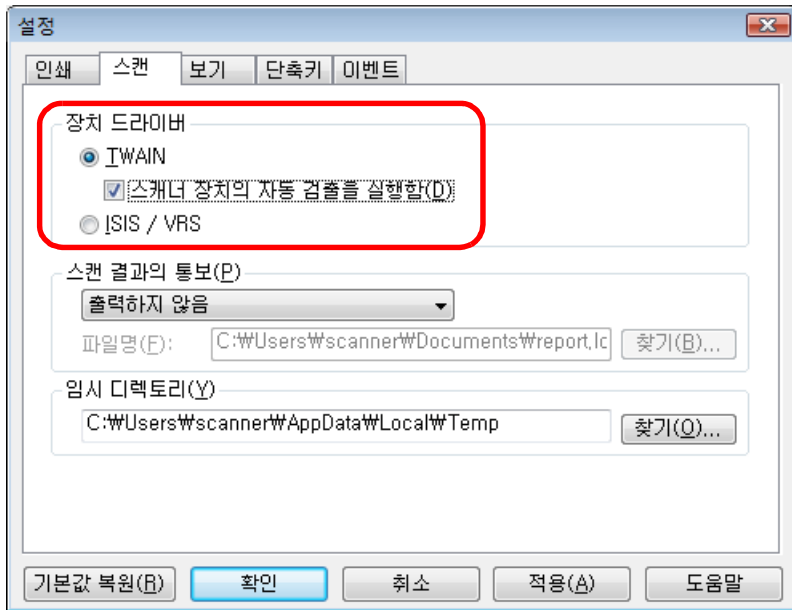 설정
인쇄 스캔 보기 단축키 이벤트
장치 드라이버
TWAIN
스캐너 장치의 자동 검출을 실행함(D)
ISIS / VRS
스캔 결과의 통보(P)
출력하지 않음
파일명(F): C:₩Users₩scanner₩Documents₩report.lc 찾기(B)...
임시 디렉토리(Y)
C:₩Users₩scanner₩AppData₩Local₩Temp 찾기(O)...
기본값 복원(R) 확인 취소 적용(A) 도움말